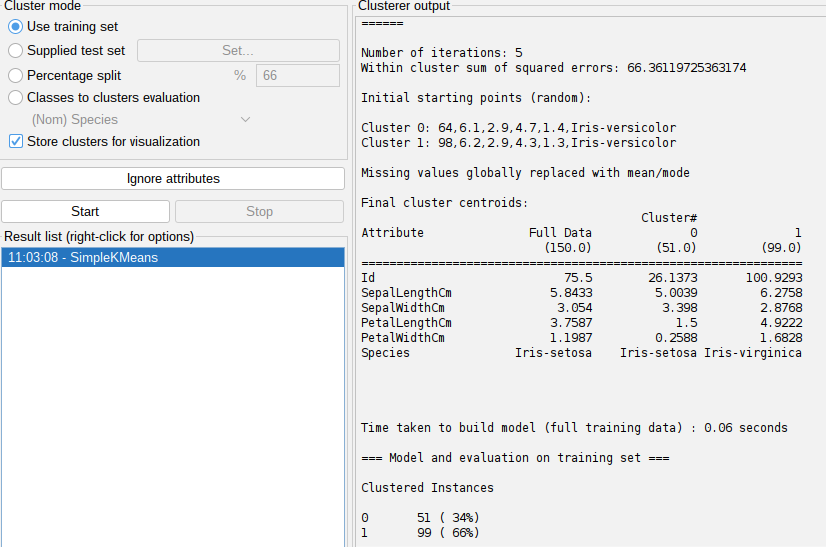 Cluster mode
Use training set
Supplied test set Set...
Percentage split % 66
Classes to clusters evaluation
(Nom) Species
Store clusters for visualization
Ignore attributes
Start Stop
Result list (right-click for options)
11:03:08 - SimpleKMeans
Clusterer output
======
Number of iterations: 5
Within cluster sum of squared errors: 66.36119725363174
Initial starting points (random):
Cluster 0: 64,6.1,2.9,4.7,1.4,Iris-versicolor
Cluster 1: 98,6.2,2.9,4.3,1.3,Iris-versicolor
Missing values globally replaced with mean/mode
Final cluster centroids:
Cluster#
Attribute Full Data 0 1
(150.0) (51.0) (99.0)
===============================================================
Id 75.5 26.1373 100.9293
SepalLengthCm 5.8433 5.0039 6.2758
SepalWidthCm 3.054 3.398 2.8768
PetalLengthCm 3.7587 1.5 4.9222
PetalWidthCm 1.1987 0.2588 1.6828
Species Iris-setosa Iris-setosa Iris-virginica
Time taken to build model (full training data) : 0.06 seconds
=== Model and evaluation on training set ===
Clustered Instances
0 51 ( 34%)
1 99 ( 66%)